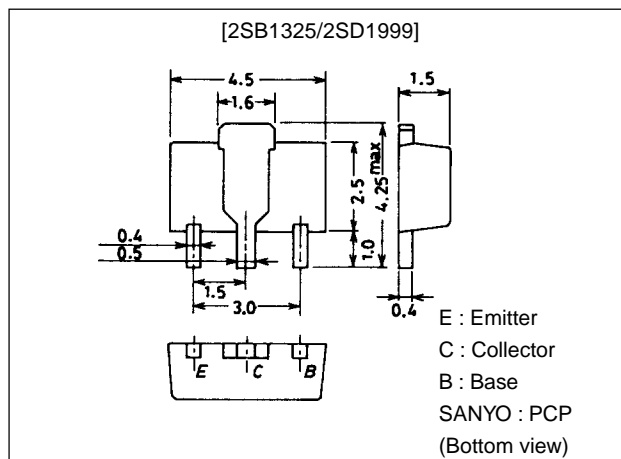 [2SB1325/2SD1999]
4.5
1.6
1.5
0.4
0.5
1.5
3.0
2.5
1.0
4.25max
0.4
E C B
E : Emitter
C : Collector
B : Base
SANYO : PCP
(Bottom view)